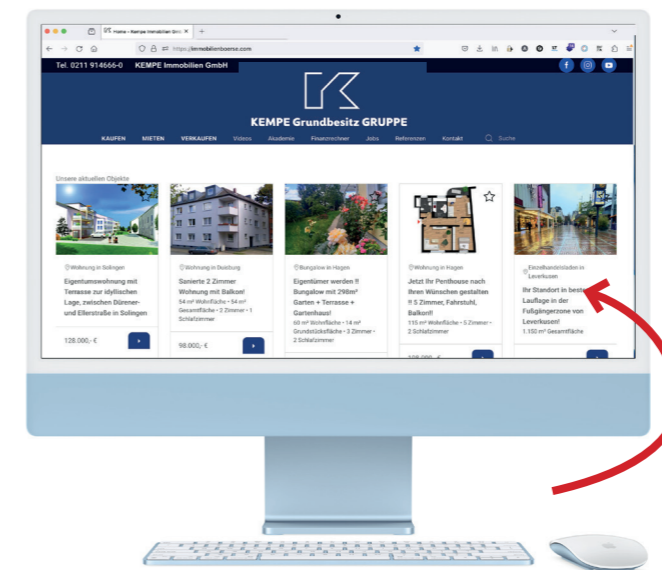 Home - Kempe Immobilien
https://immodalienboerse.com
Tel. 0211 914666-0 KEMPE Immobilien GmbH
KEMPE Grundbesitz GRUPPE
KAUFEN MIETEN VERKAUFEN Videos Akademie Finanzrechner Jobs Referenzen Kontakt Suche
Unsere aktuellen Objekte
Wohnung in Solingen
Eigentumswohnung mit
Terrasse zur idyllischen
Lage, zwischen Dürener-
und Ellerstraße in Solingen
128.000,- €
Wohnung in Duisburg
Sanierte 2 Zimmer
Wohnung mit Balkon!
54 m² Wohnfläche • 54 m²
Gesamtfläche • 2 Zimmer • 1
Schlafzimmer
98.000,- €
Bungalow in Hagen
Eigentümer werden !!
Bungalow mit 298m²
Garten + Terrasse +
Gartenhaus!
60 m² Wohnfläche • 14 m²
Grundstücksfläche • 3 Zimmer •
2 Schlafzimmer
Wohnung in Hagen
Jetzt Ihr Penthouse nach
Ihren Wünschen gestalten
!! 5 Zimmer, Fahrstuhl,
Balkon!!
115 m² Wohnfläche • 5 Zimmer •
2 Schlafzimmer
Einzelhandelsladen in
Leverkusen
Ihr Standort in bester
Lauflage in der
Fußgängerzone von
Leverkusen!
1.150 m² Gesamtfläche